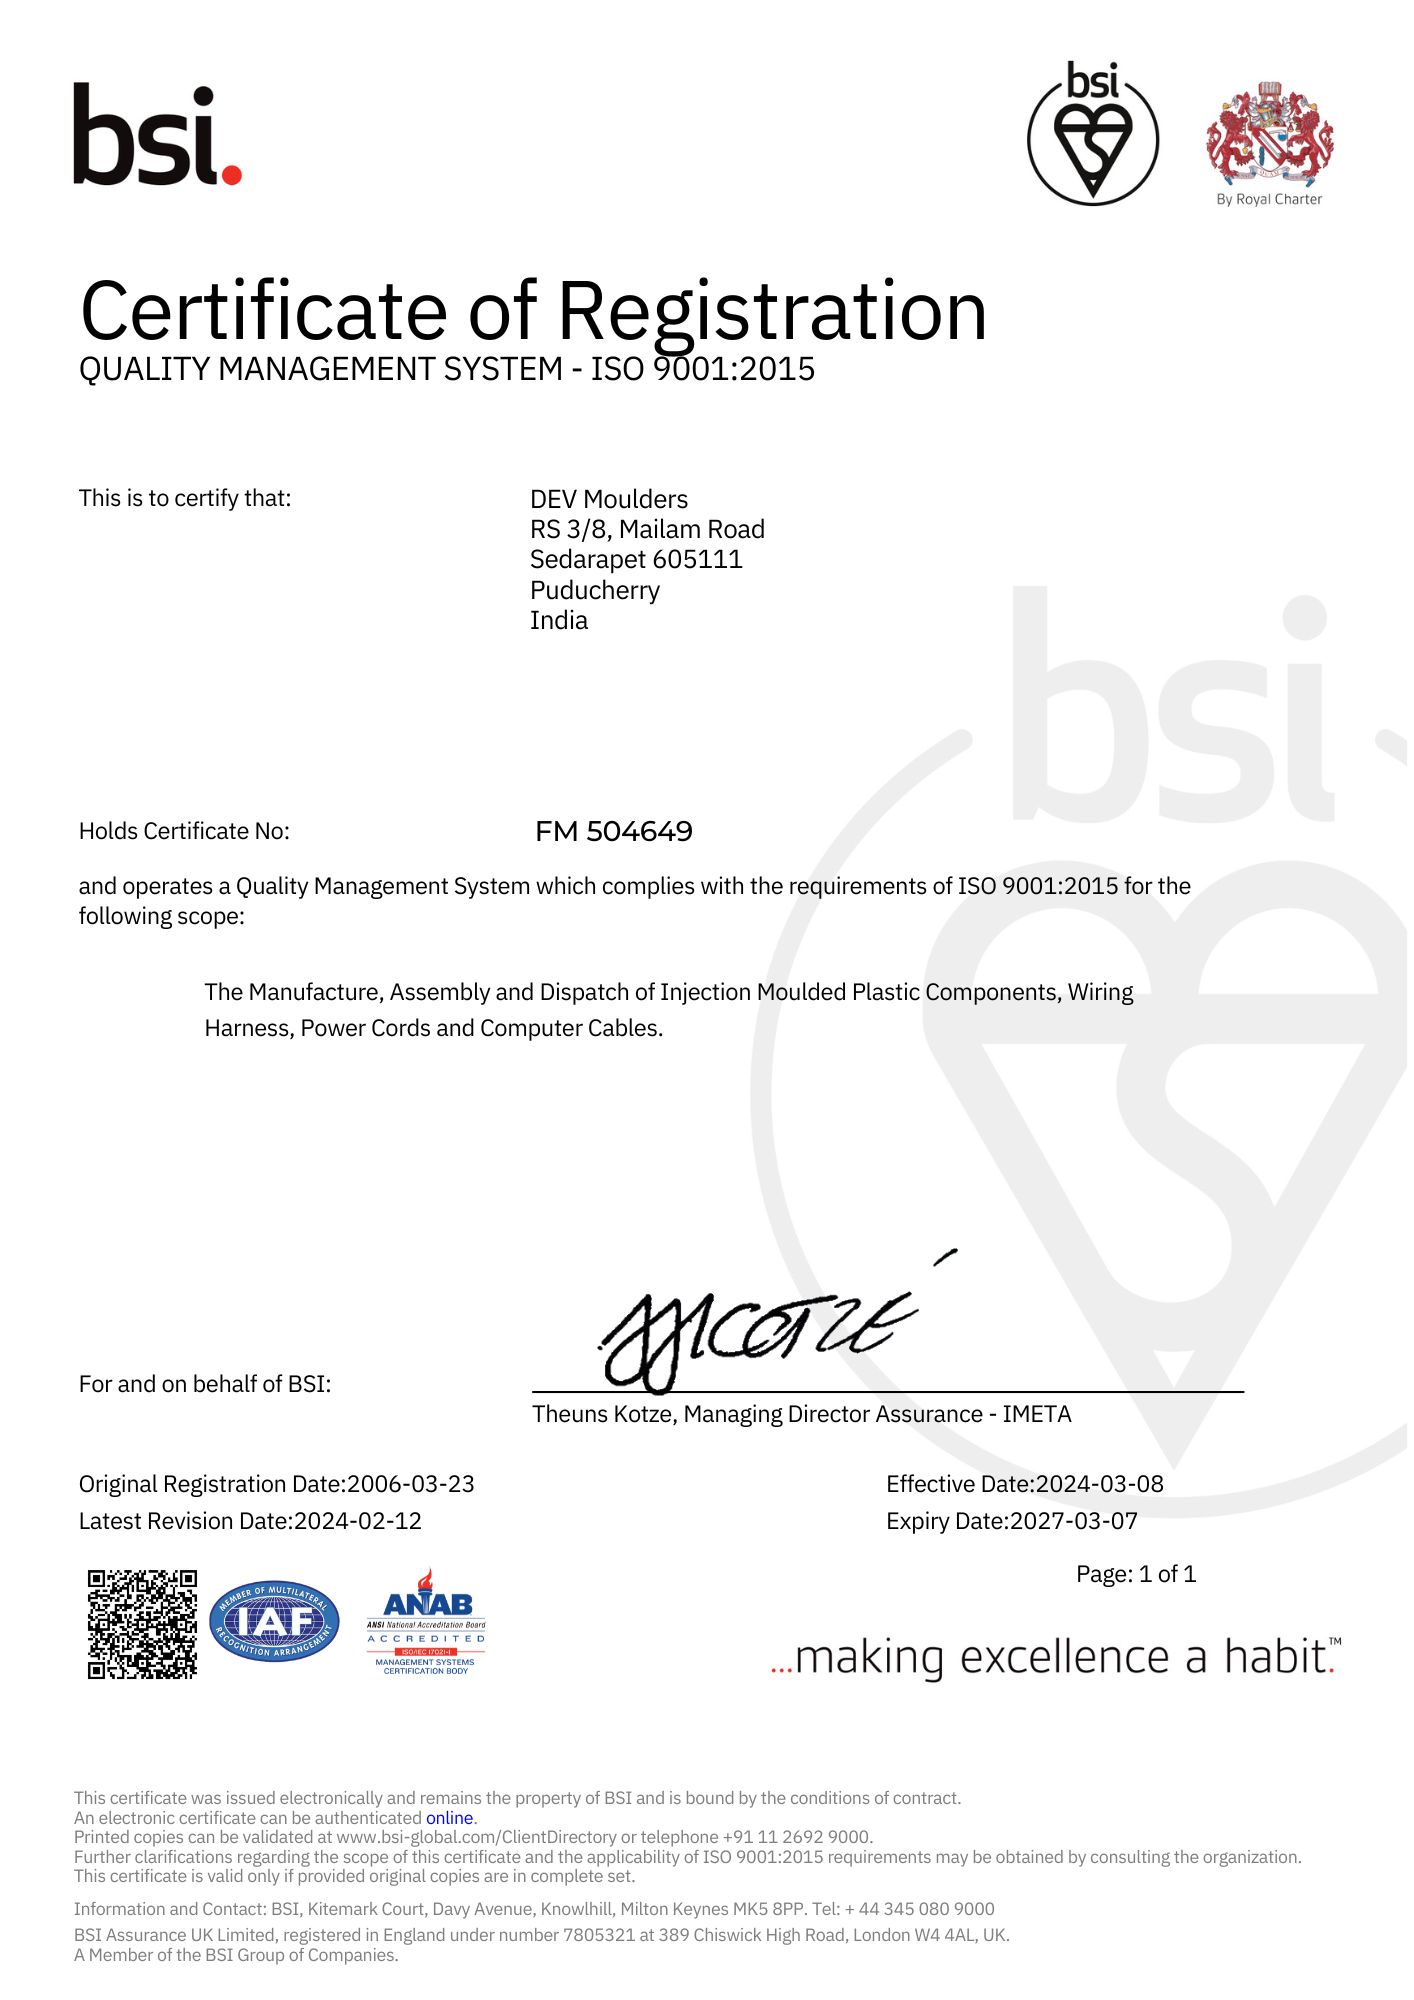 bsi.
bsi
By Royal Charter
Certificate of Registration
QUALITY MANAGEMENT SYSTEM - ISO 9001:2015
This is to certify that:
DEV Moulders
RS 3/8, Mailam Road
Sedarapet 605111
Puducherry
India
bsi
Holds Certificate No:
FM 504649
and operates a Quality Management System which complies with the requirements of ISO 9001:2015 for the
following scope:
The Manufacture, Assembly and Dispatch of Injection Moulded Plastic Components, Wiring
Harness, Power Cords and Computer Cables.
For and on behalf of BSI:
Theuns Kotze, Managing Director Assurance - IMETA
Original Registration Date:2006-03-23
Effective Date:2024-03-08
Latest Revision Date:2024-02-12
Expiry Date:2027-03-07
Page: 1 of 1
MEMBER OF MULTILATERAL
IAF
RECOGNITION ARRANGEMENT
ANAB
ANSI National Accreditation Board
ACCREDITED
ISO/IEC 17021-1
MANAGEMENT SYSTEMS
CERTIFICATION BODY
...making excellence a habit.™
This certificate was issued electronically and remains the property of BSI and is bound by the conditions of contract.
An electronic certificate can be authenticated online.
Printed copies can be validated at www.bsi-global.com/ClientDirectory or telephone +91 11 2692 9000.
Further clarifications regarding the scope of this certificate and the applicability of ISO 9001:2015 requirements may be obtained by consulting the organization.
This certificate is valid only if provided original copies are in complete set.
Information and Contact: BSI, Kitemark Court, Davy Avenue, Knowlhill, Milton Keynes MK5 8PP. Tel: + 44 345 080 9000
BSI Assurance UK Limited, registered in England under number 7805321 at 389 Chiswick High Road, London W4 4AL, UK.
A Member of the BSI Group of Companies.